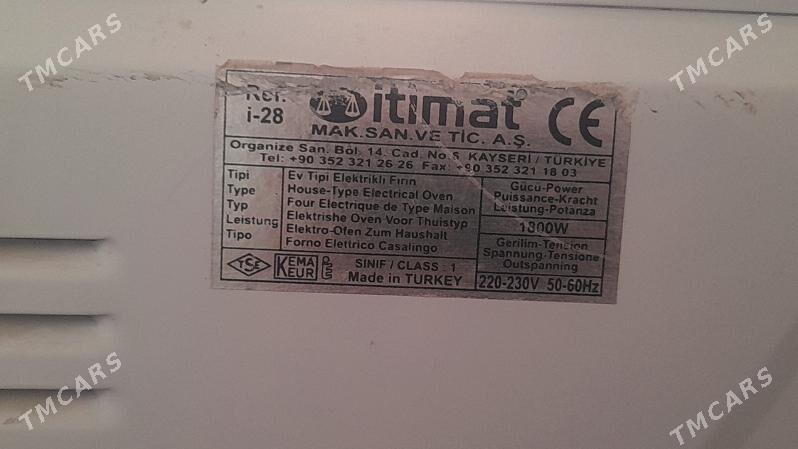 TMCARS
TMCARS
Ref. itimat CE
i-28
MAK.SAN.VE TİC. A.Ş.
Organize San. Böl. 14. Cad. No.5 KAYSERİ / TÜRKİYE
Tel: +90 352 321 26 26 Fax: +90 352 321 18 03
Tipi
Type
Typ
Leistung
Tipo
Ev Tipi Elektrikli Fırın
House-Type Electrical Oven
Four Electrique de Type Maison
Elektrishe Oven Voor Thuistyp
Elektro-Ofen Zum Haushalt
Forno Elettrico Casalingo
Gücü-Power
Puissance-Kracht
Leistung-Potanza
1300W
Gerilim-Tension
Spannung-Tensione
Outspanning
TSE KEMA
KEUR
SINIF / CLASS : 1
Made in TURKEY
220-230V 50-60Hz
TMCARS
TMCARS